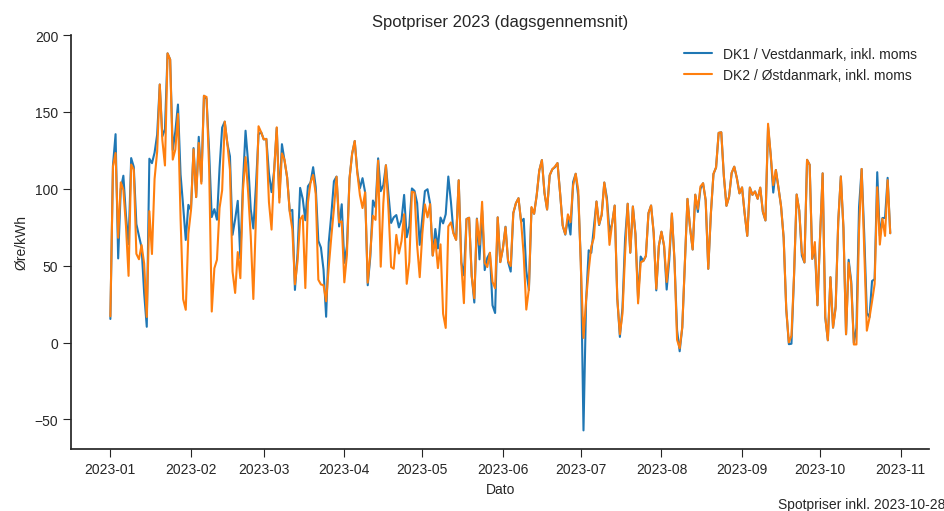 Spotpriser 2023 (dagsgennemsnit)
DK1 / Vestdanmark, inkl. moms
DK2 / Østdanmark, inkl. moms
Øre/kWh
200
150
100
50
0
−50
2023-01 2023-02 2023-03 2023-04 2023-05 2023-06 2023-07 2023-08 2023-09 2023-10 2023-11
Dato
Spotpriser inkl. 2023-10-28